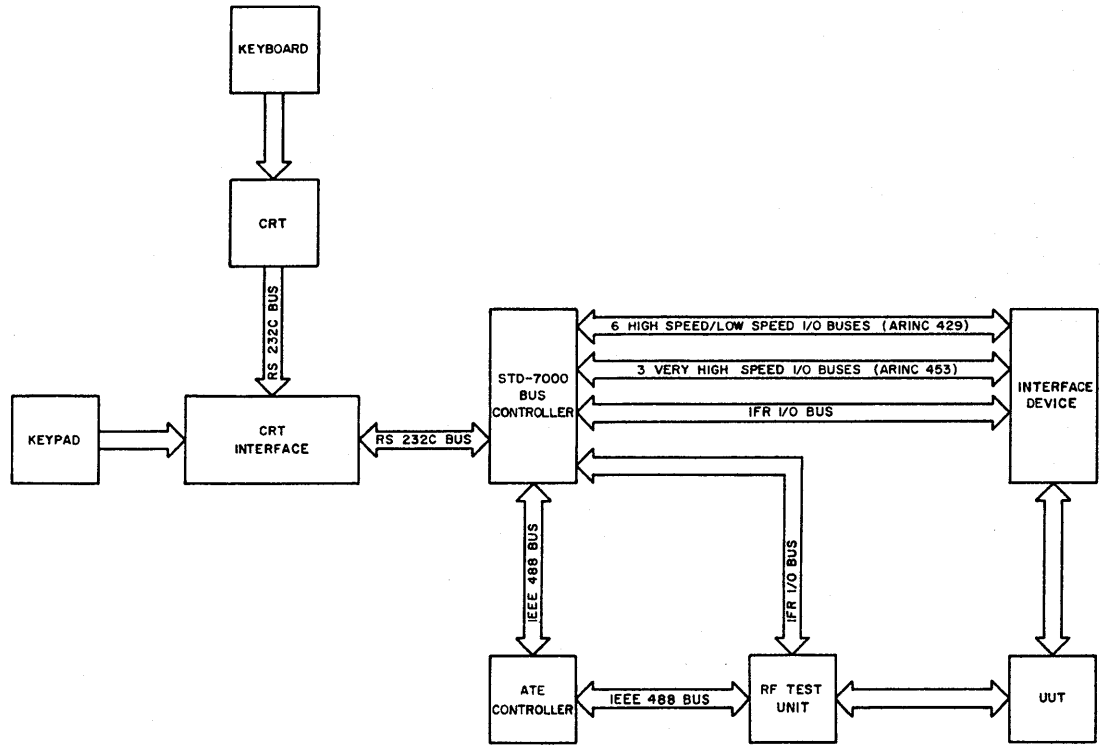 KEYBOARD
CRT
RS 232C BUS
KEYPAD
CRT
INTERFACE
RS 232C BUS
STD-7000
BUS
CONTROLLER
6 HIGH SPEED/LOW SPEED I/O BUSES (ARINC 429)
3 VERY HIGH SPEED I/O BUSES (ARINC 453)
IFR I/O BUS
INTERFACE
DEVICE
IEEE 488 BUS
IFR I/O BUS
ATE
CONTROLLER
IEEE 488 BUS
RF TEST
UNIT
UUT